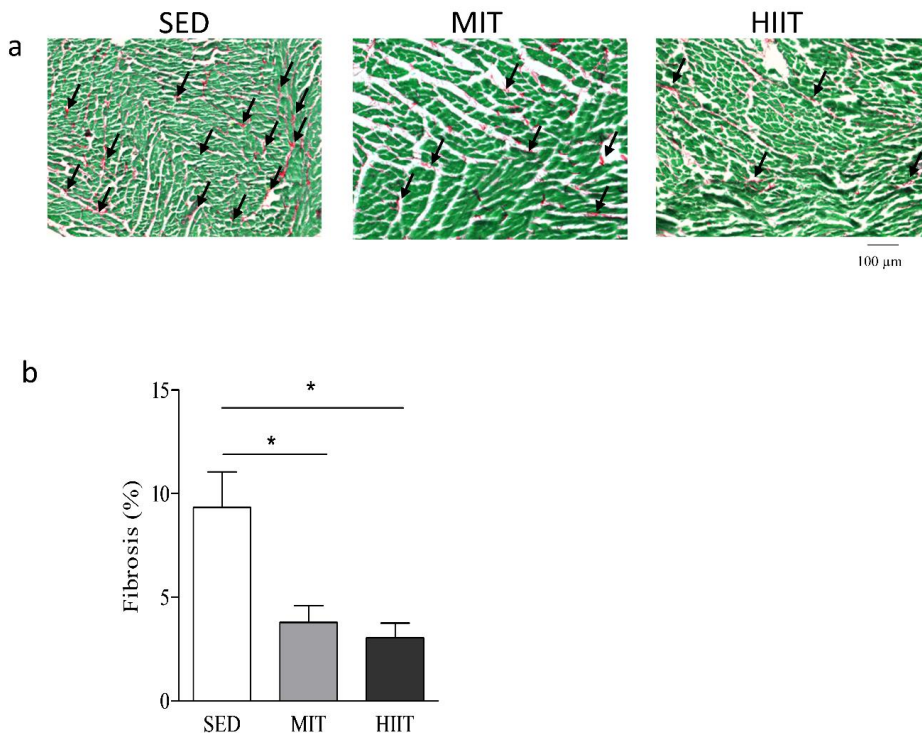 SED MIT HIIT
a
100 µm
b
*
*
Fibrosis (%)
15
10
5
0
SED MIT HIIT